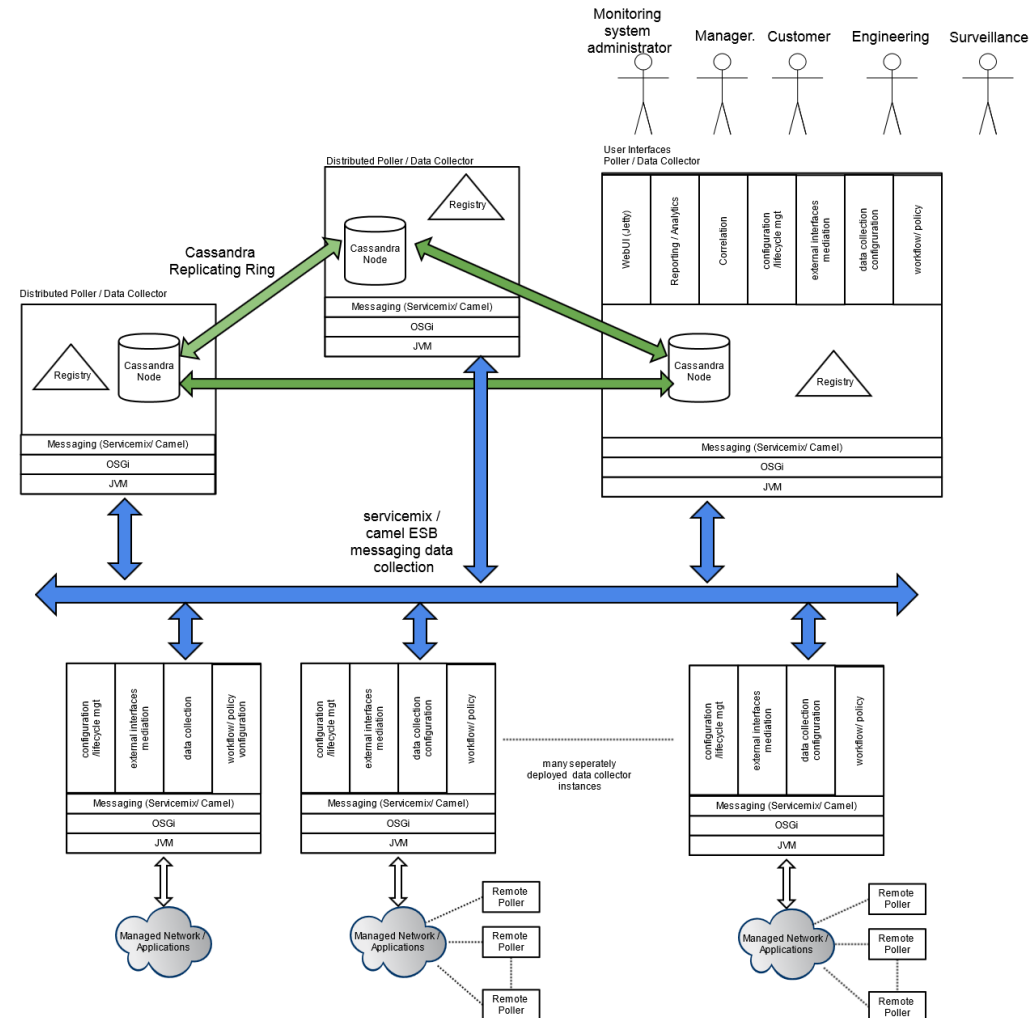 Monitoring
system
administrator
Manager.
Customer
Engineering
Surveillance
User Interfaces
Poller / Data Collector
WebUI (Jetty)
Reporting / Analytics
Correlation
configuration
/lifecycle mgt
external interfaces
mediation
data collection
configruration
workflow/ policy
Cassandra
Node
Registry
Messaging (Servicemix/ Camel)
OSGi
JVM
Distributed Poller / Data Collector
Registry
Cassandra
Node
Messaging (Servicemix/ Camel)
OSGi
JVM
Cassandra
Replicating Ring
Distributed Poller / Data Collector
Registry
Cassandra
Node
Messaging (Servicemix/ Camel)
OSGi
JVM
servicemix /
camel ESB
messaging data
collection
configuration
/lifecycle mgt
external interfaces
mediation
data collection
workflow/ policy
vonfiguration
Messaging (Servicemix/ Camel)
OSGi
JVM
Managed Network /
Applications
configuration
/lifecycle mgt
external interfaces
mediation
data collection
configuration
workflow/ policy
Messaging (Servicemix/ Camel)
OSGi
JVM
Managed Network /
Applications
Remote
Poller
Remote
Poller
Remote
Poller
many seperately
deployed data collector
instances
configuration
/lifecycle mgt
external interfaces
mediation
data collection
configruration
workflow/ policy
Messaging (Servicemix/ Camel)
OSGi
JVM
Managed Network /
Applications
Remote
Poller
Remote
Poller
Remote
Poller